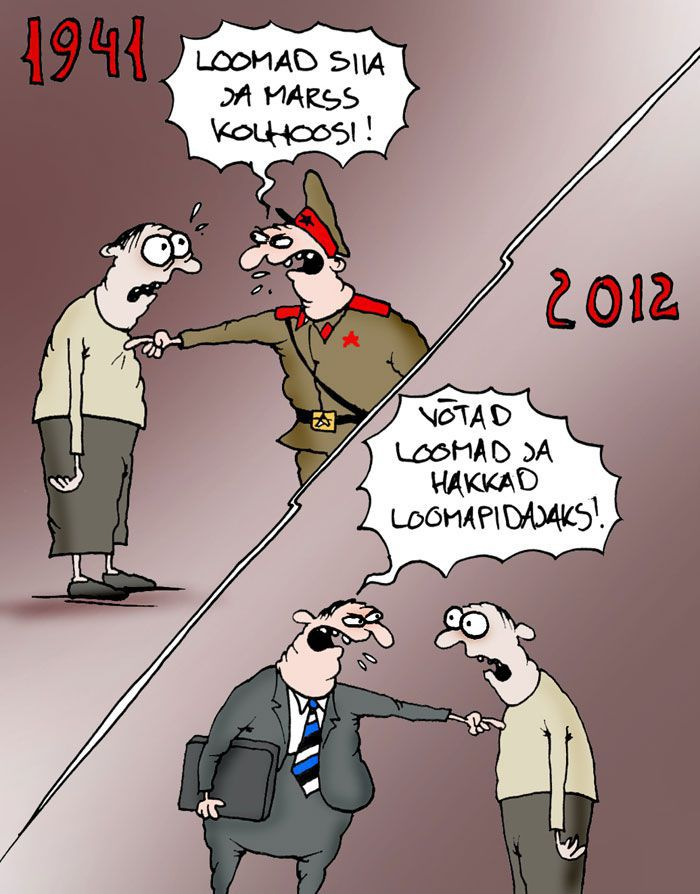 1941
LOOMAD SIIA
JA MARSS
KOLHOOSI!
2012
VÕTAD
LOOMAD JA
HAKKAD
LOOMAPIDAJAKS!